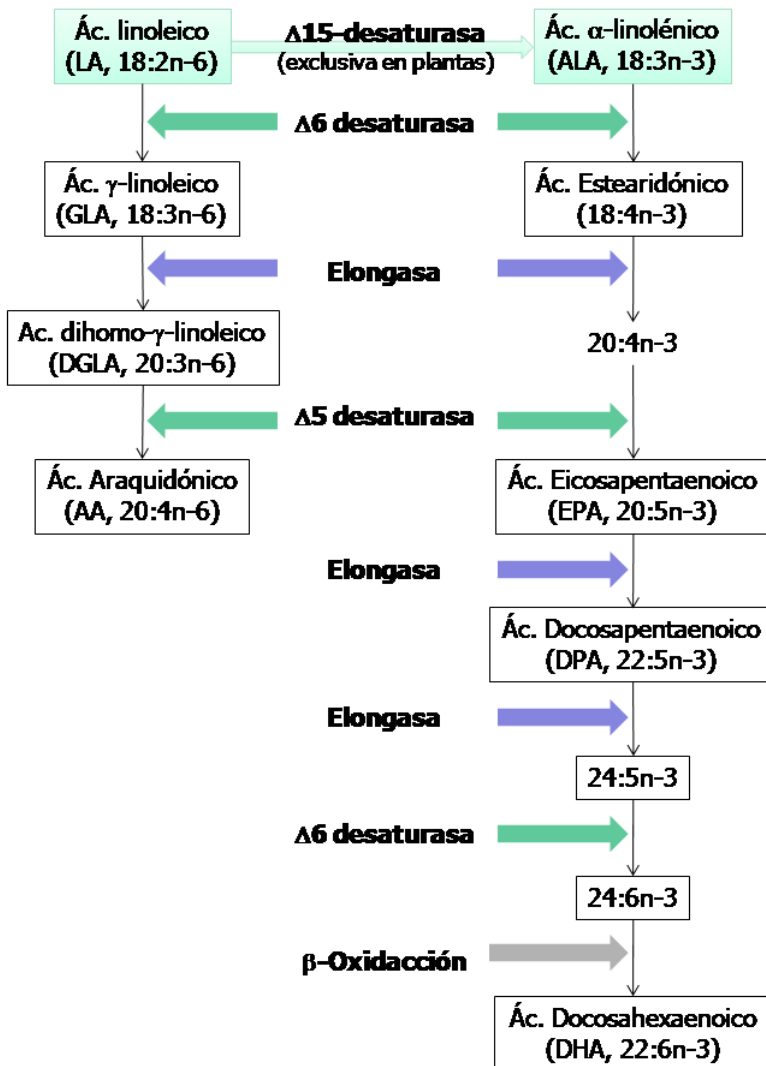 Ác. linoleico
(LA, 18:2n-6)
Δ15-desaturasa
(exclusiva en plantas)
Ác. α-linolénico
(ALA, 18:3n-3)
Δ6 desaturasa
Ác. γ-linoleico
(GLA, 18:3n-6)
Ác. Estearidónico
(18:4n-3)
Elongasa
Ac. dihomo-γ-linoleico
(DGLA, 20:3n-6)
20:4n-3
Δ5 desaturasa
Ác. Araquidónico
(AA, 20:4n-6)
Ác. Eicosapentaenoico
(EPA, 20:5n-3)
Elongasa
Ác. Docosapentaenoico
(DPA, 22:5n-3)
Elongasa
24:5n-3
Δ6 desaturasa
24:6n-3
β-Oxidacción
Ác. Docosahexaenoico
(DHA, 22:6n-3)